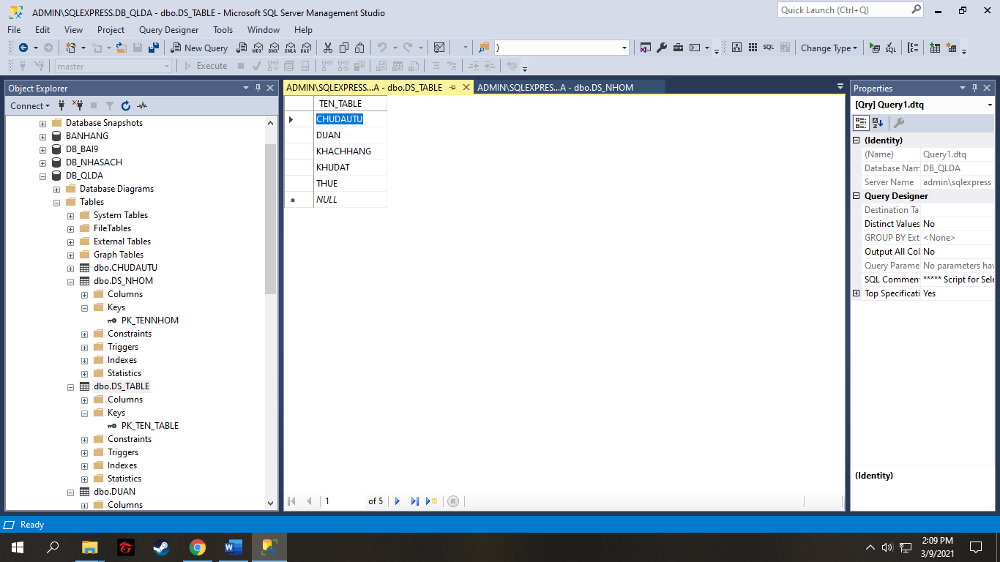 ADMIN\SQLEXPRESS.DB_QLDA - dbo.DS_TABLE - Microsoft SQL Server Management Studio
Quick Launch (Ctrl+Q)
File Edit View Project Query Designer Tools Window Help
New Query MDX DMX XMLA DAX ) SQL Change Type SQL
master Execute
Object Explorer
Connect
Database Snapshots
BANHANG
DB_BAI9
DB_NHASACH
DB_QLDA
Database Diagrams
Tables
System Tables
FileTables
External Tables
Graph Tables
dbo.CHUDAUTU
dbo.DS_NHOM
Columns
Keys
PK_TENNHOM
Constraints
Triggers
Indexes
Statistics
dbo.DS_TABLE
Columns
Keys
PK_TEN_TABLE
Constraints
Triggers
Indexes
Statistics
dbo.DUAN
Columns
ADMIN\SQLEXPRESS...A - dbo.DS_TABLE
ADMIN\SQLEXPRES...A - dbo.DS_NHOM
TEN_TABLE
CHUDAUTU
DUAN
KHACHHANG
KHUDAT
THUE
NULL
1 of 5
Properties
[Qry] Query1.dtq
(Identity)
(Name) Query1.dtq
Database Nam DB_QLDA
Server Name admin\sqlexpress
Query Designer
Destination Ta
Distinct Values No
GROUP BY Ext <None>
Output All Col No
Query Parame No parameters hav
SQL Comment ***** Script for Sele
Top Specificati Yes
(Identity)
Ready
2:09 PM
3/9/2021